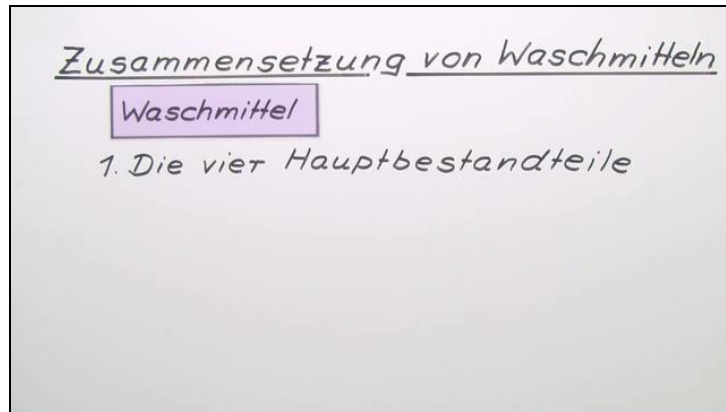 Zusammensetzung von Waschmitteln
Waschmittel
1. Die vier Hauptbestandteile